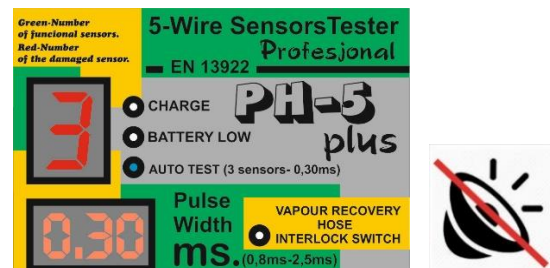 Green-Number
of funcional sensors.
Red-Number
of the damaged sensor.
5-Wire SensorsTester
Profesjonal
EN 13922
3
CHARGE
BATTERY LOW
AUTO TEST (3 sensors- 0,30ms)
PH-5
plus
0.30
Pulse
Width
ms.(0,8ms-2,5ms)
VAPOUR RECOVERY
HOSE
INTERLOCK SWITCH